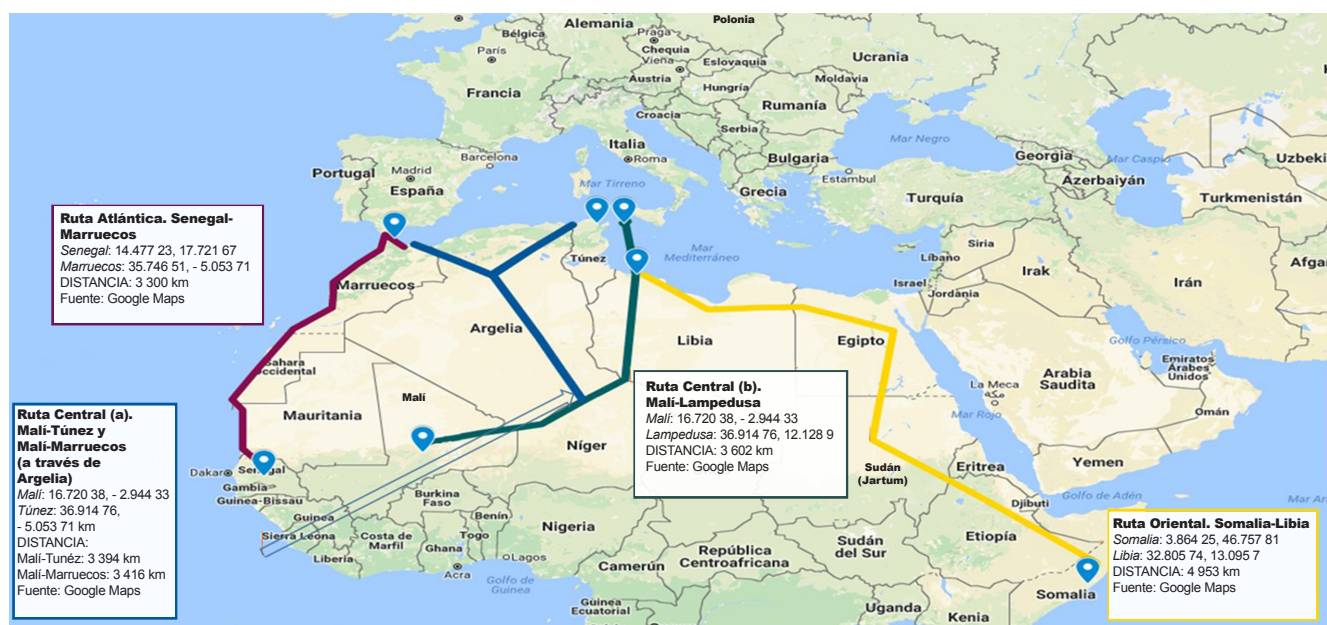 Polonia
Alemania
Bélgica
Praga
Chequia
París
Viena
Eslovaquia
Ucrania
Austria
Hungría
Moldavia
Francia
Rumanía
Croacia
Serbia
Mar Negro
Italia
Roma
Bulgaria
Georgia
Mar Caspio
Uzbeki
Barcelona
Madrid
Portugal
España
Mar Tirreno
Grecia
Estambul
Azerbaiyán
Turquía
Turkmenistán
Ruta Atlántica. Senegal-
Marruecos
Senegal: 14.477 23, 17.721 67
Marruecos: 35.746 51, - 5.053 71
DISTANCIA: 3 300 km
Fuente: Google Maps
Túnez
Mar
Mediterráneo
Siria
Líbano
Israel
Jordania
Irak
Irán
Afgan
Marruecos
Argelia
Libia
Egipto
Golfo Pérsico
Emiratos
Árabes
Unidos
Sahara
Occidental
Arabia
Saudita
La Meca
مكة
Mar Rojo
Omán
Mauritania
Malí
Níger
Ruta Central (b).
Malí-Lampedusa
Malí: 16.720 38, - 2.944 33
Lampedusa: 36.914 76, 12.128 9
DISTANCIA: 3 602 km
Fuente: Google Maps
Ruta Central (a).
Malí-Túnez y
Malí-Marruecos
(a través de
Argelia)
Malí: 16.720 38, - 2.944 33
Túnez: 36.914 76,
- 5.053 71 km
DISTANCIA:
Malí-Tunéz: 3 394 km
Malí-Marruecos: 3 416 km
Fuente: Google Maps
Dakar
Senegal
Gambia
Guinea-Bissau
Guinea
Sierra Leona
Liberia
Costa de
Marfil
Burkina
Faso
Ghana
Togo
Benín
Accra
Lagos
Nigeria
Golfo de
Guinea
Camerún
Guinea
Ecuatorial
República
Centroafricana
Sudán
(Jartum)
Sudán
del Sur
Eritrea
Yemen
Djibouti
Golfo de Adén
Mar Ar
Etiopía
Somalia
Uganda
Kenia
Ruta Oriental. Somalia-Libia
Somalia: 3.864 25, 46.757 81
Libia: 32.805 74, 13.095 7
DISTANCIA: 4 953 km
Fuente: Google Maps